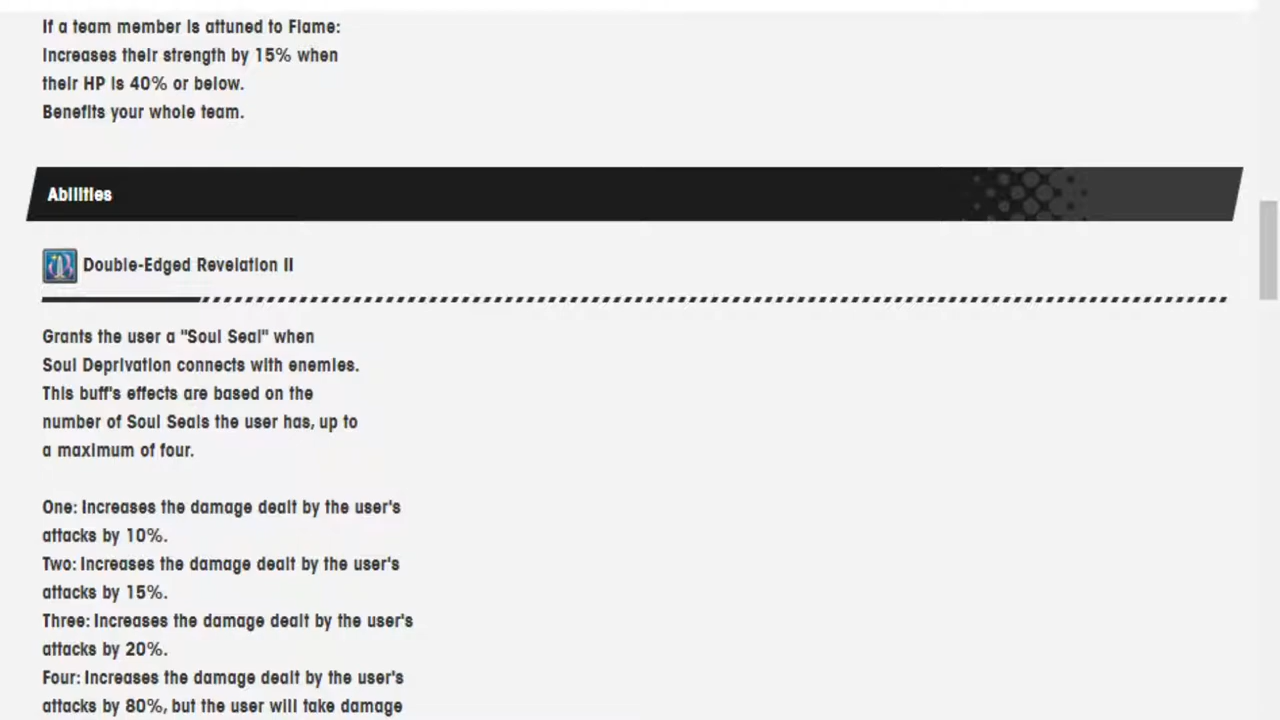 If a team member is attuned to Flame:
Increases their strength by 15% when
their HP is 40% or below.
Benefits your whole team.
Abilities
Double-Edged Revelation II
Grants the user a "Soul Seal" when
Soul Deprivation connects with enemies.
This buff's effects are based on the
number of Soul Seals the user has, up to
a maximum of four.
One: Increases the damage dealt by the user's
attacks by 10%.
Two: Increases the damage dealt by the user's
attacks by 15%.
Three: Increases the damage dealt by the user's
attacks by 20%.
Four: Increases the damage dealt by the user's
attacks by 80%, but the user will take damage